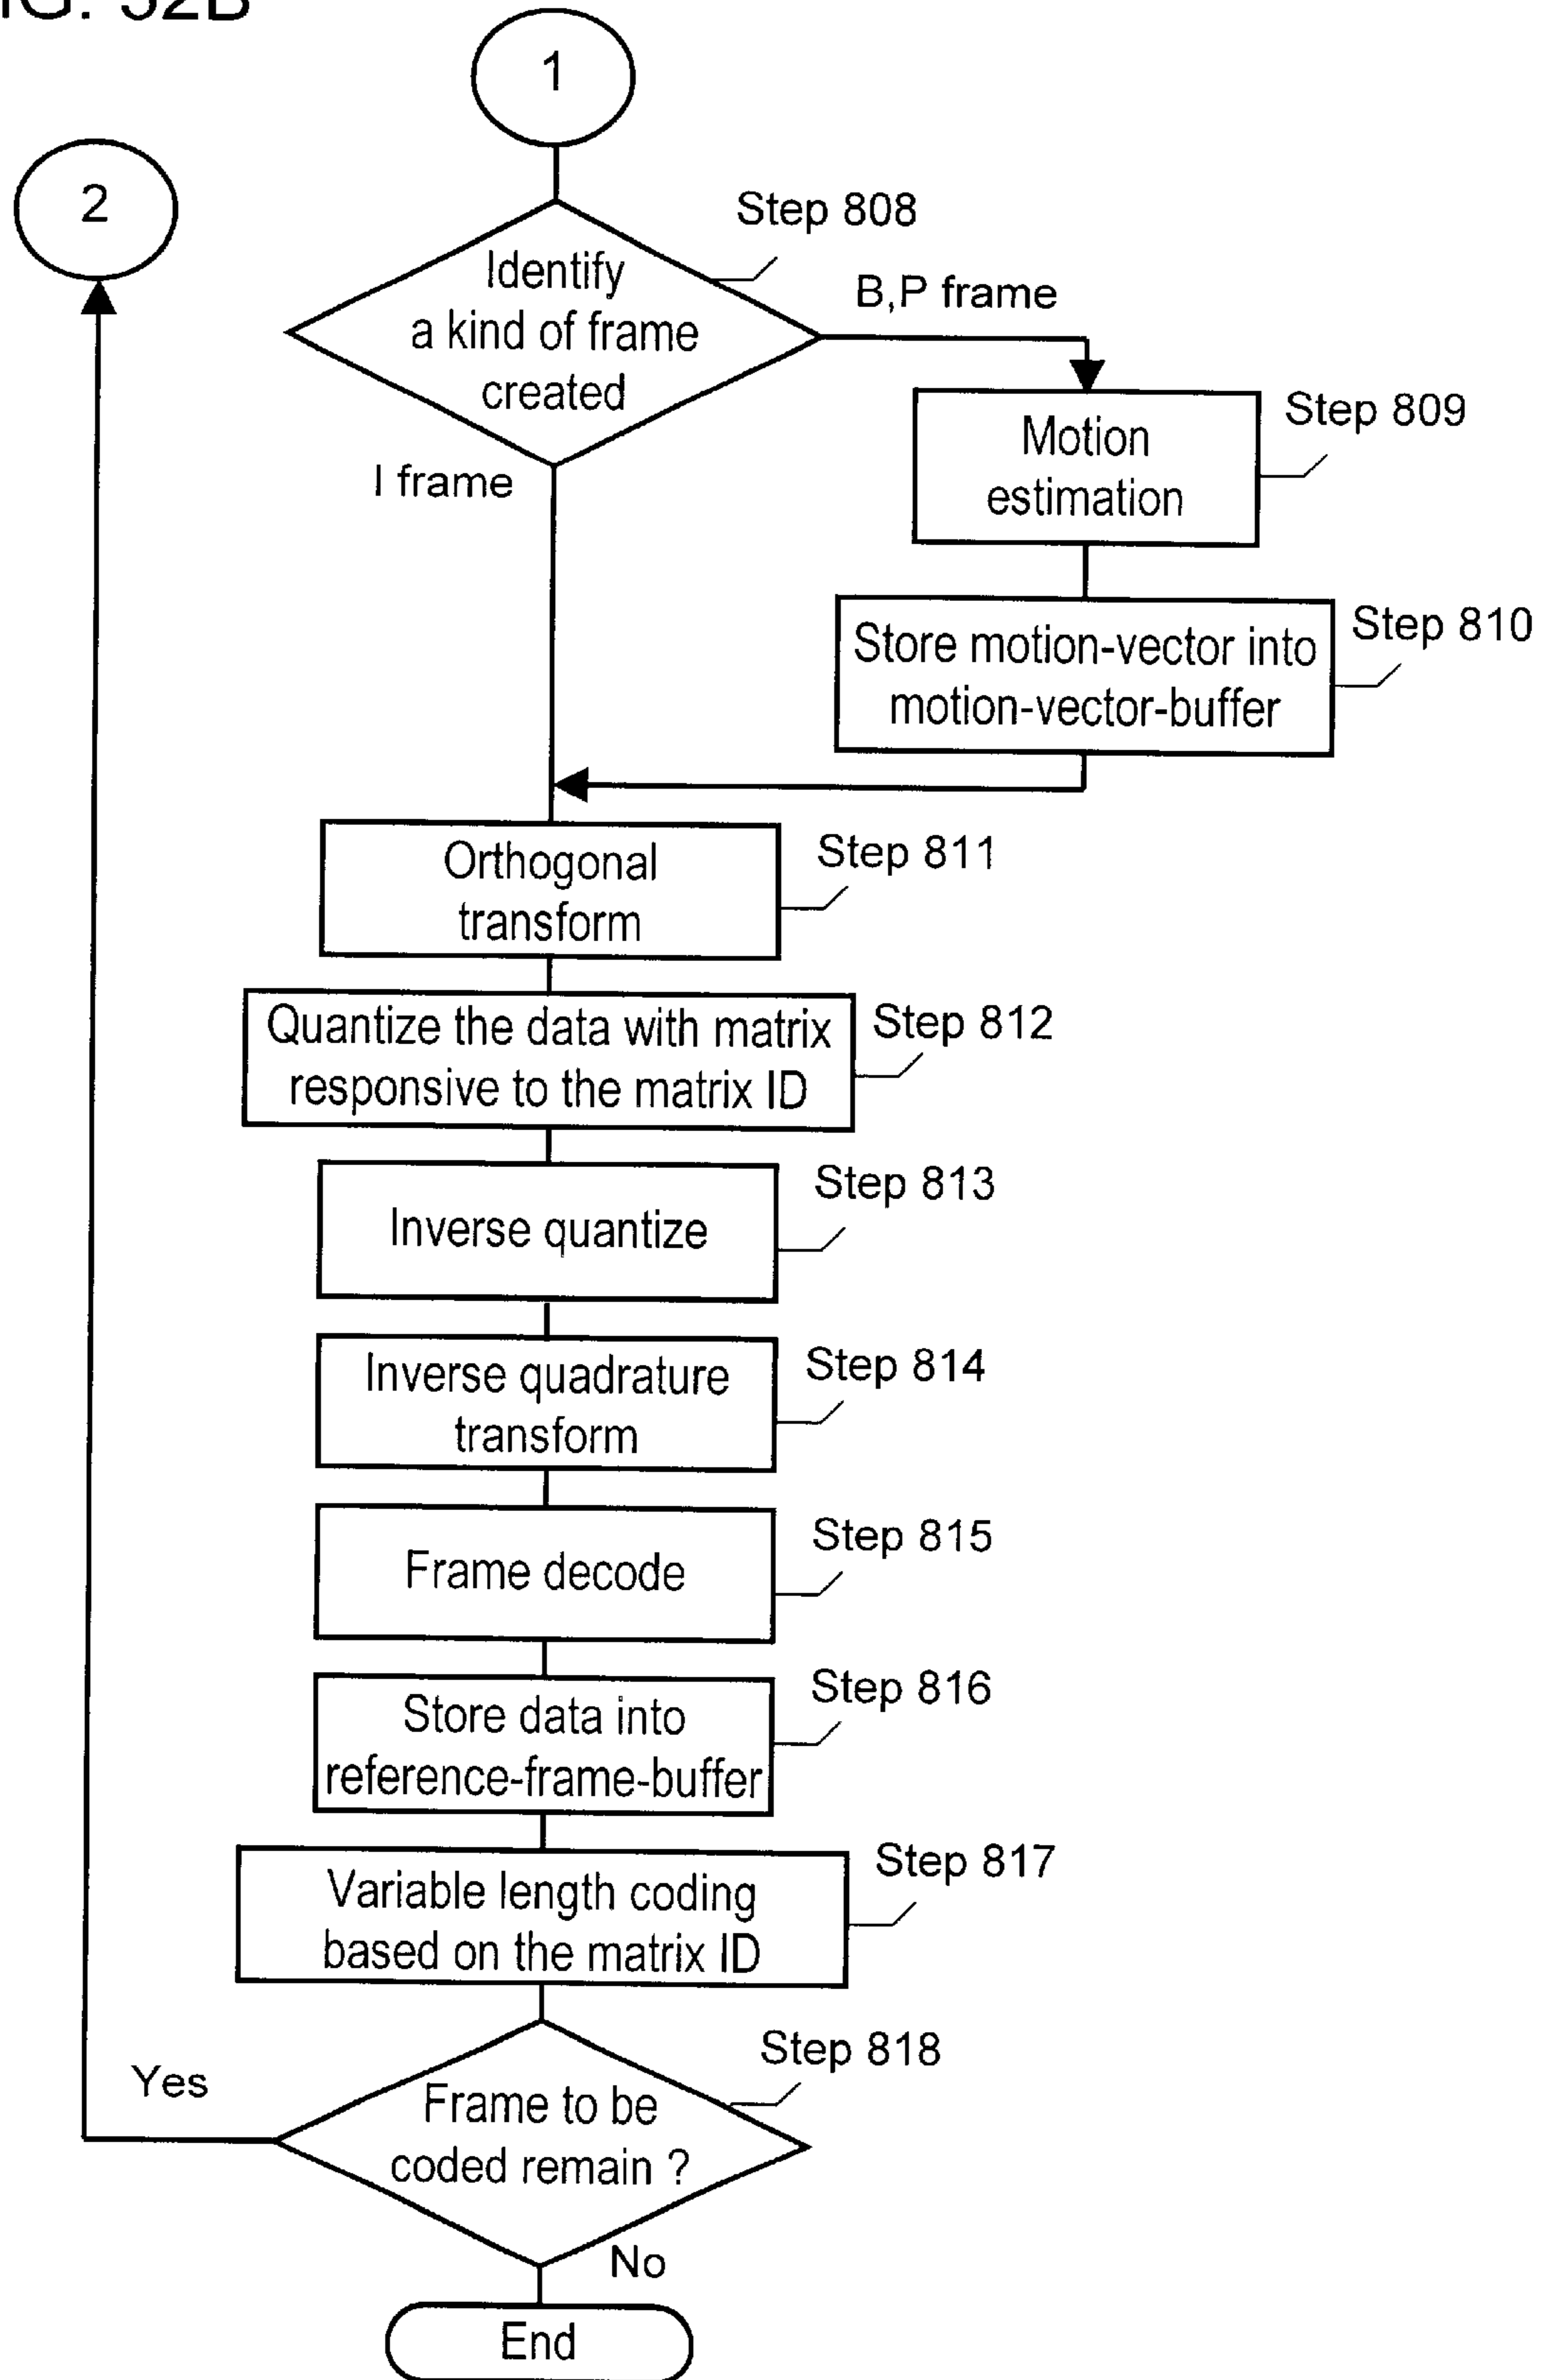 1
2
Step 808
Identify
a kind of frame
created
B,P frame
I frame
Step 809
Motion
estimation
Step 810
Store motion-vector into
motion-vector-buffer
Step 811
Orthogonal
transform
Step 812
Quantize the data with matrix
responsive to the matrix ID
Step 813
Inverse quantize
Step 814
Inverse quadrature
transform
Step 815
Frame decode
Step 816
Store data into
reference-frame-buffer
Step 817
Variable length coding
based on the matrix ID
Step 818
Frame to be
coded remain ?
Yes
No
End